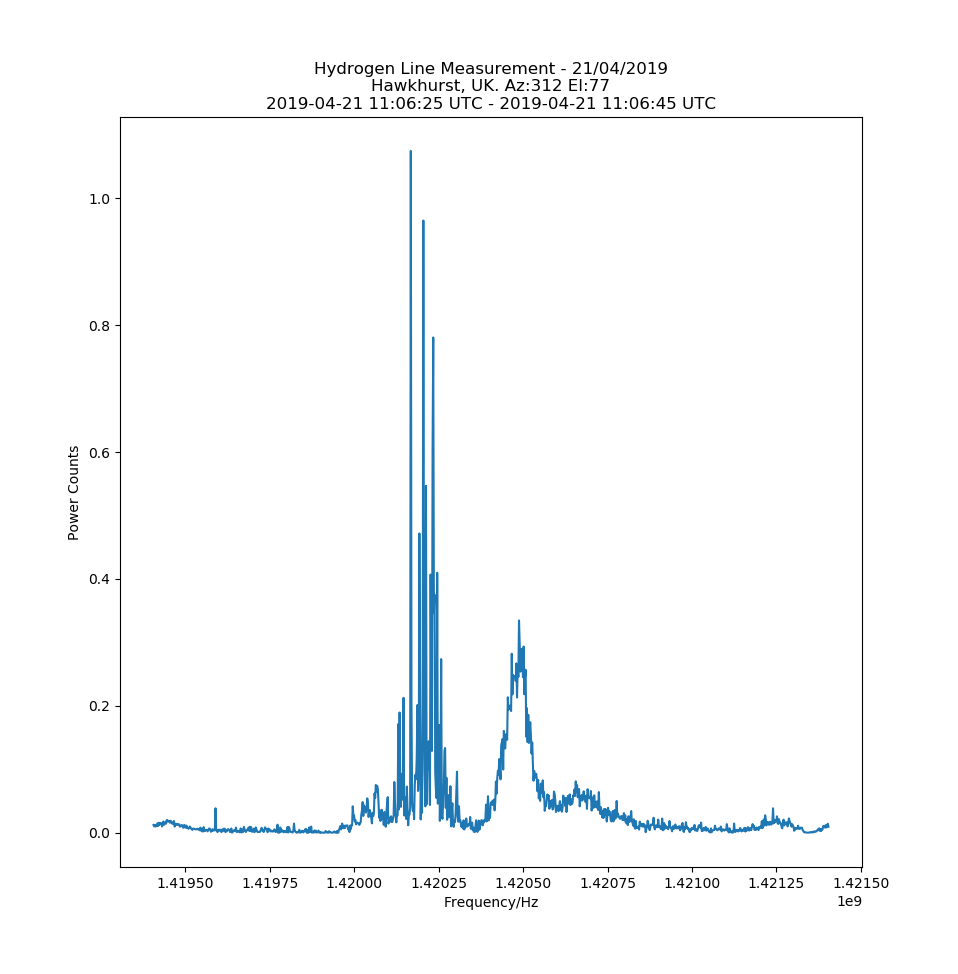 Hydrogen Line Measurement - 21/04/2019
Hawkhurst, UK. Az:312 El:77
2019-04-21 11:06:25 UTC - 2019-04-21 11:06:45 UTC
1.0
0.8
0.6
0.4
0.2
0.0
Power Counts
1.41950 1.41975 1.42000 1.42025 1.42050 1.42075 1.42100 1.42125 1.42150
Frequency/Hz
1e9